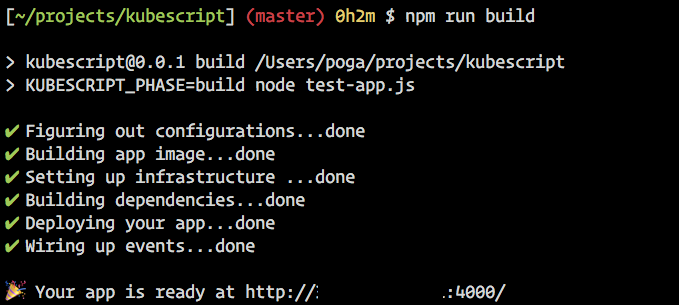 [~/projects/kubescript] (master) 0h2m $ npm run build
> kubescript@0.0.1 build /Users/poga/projects/kubescript
> KUBESCRIPT_PHASE=build node test-app.js
✔ Figuring out configurations...done
✔ Building app image...done
✔ Setting up infrastructure ...done
✔ Building dependencies...done
✔ Deploying your app...done
✔ Wiring up events...done
🎉 Your app is ready at http:// :4000/